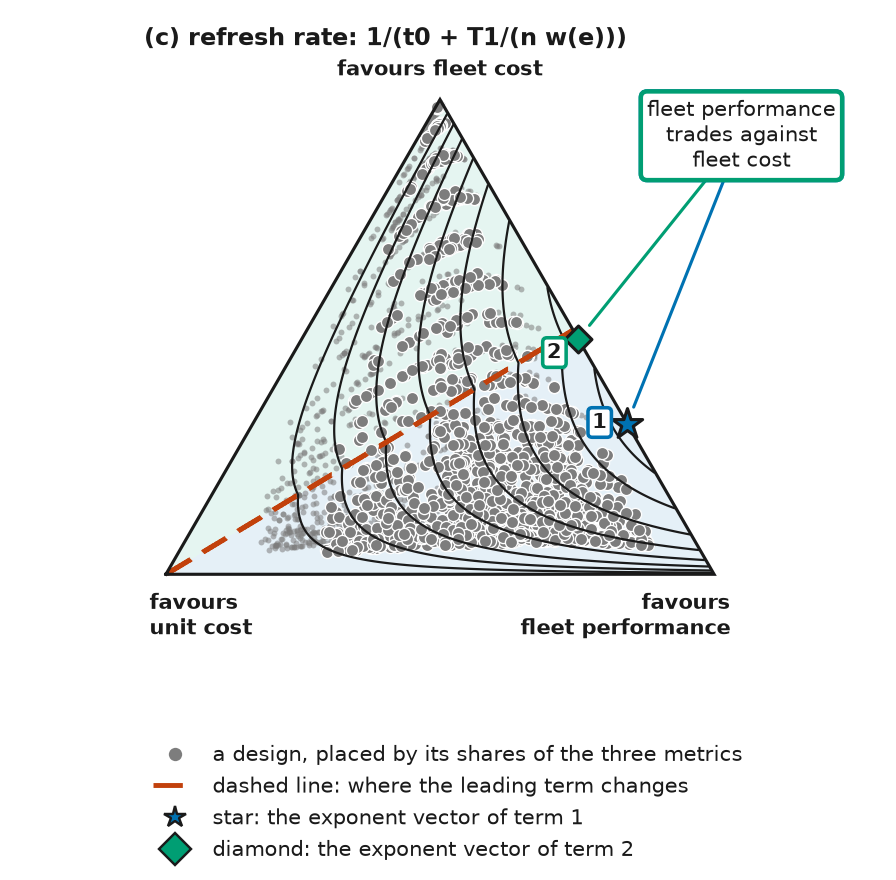 (c) refresh rate: 1/(t0 + T1/(n w(e)))
favours fleet cost
fleet performance
trades against
fleet cost
2
1
favours
unit cost
favours
fleet performance
a design, placed by its shares of the three metrics
dashed line: where the leading term changes
star: the exponent vector of term 1
diamond: the exponent vector of term 2